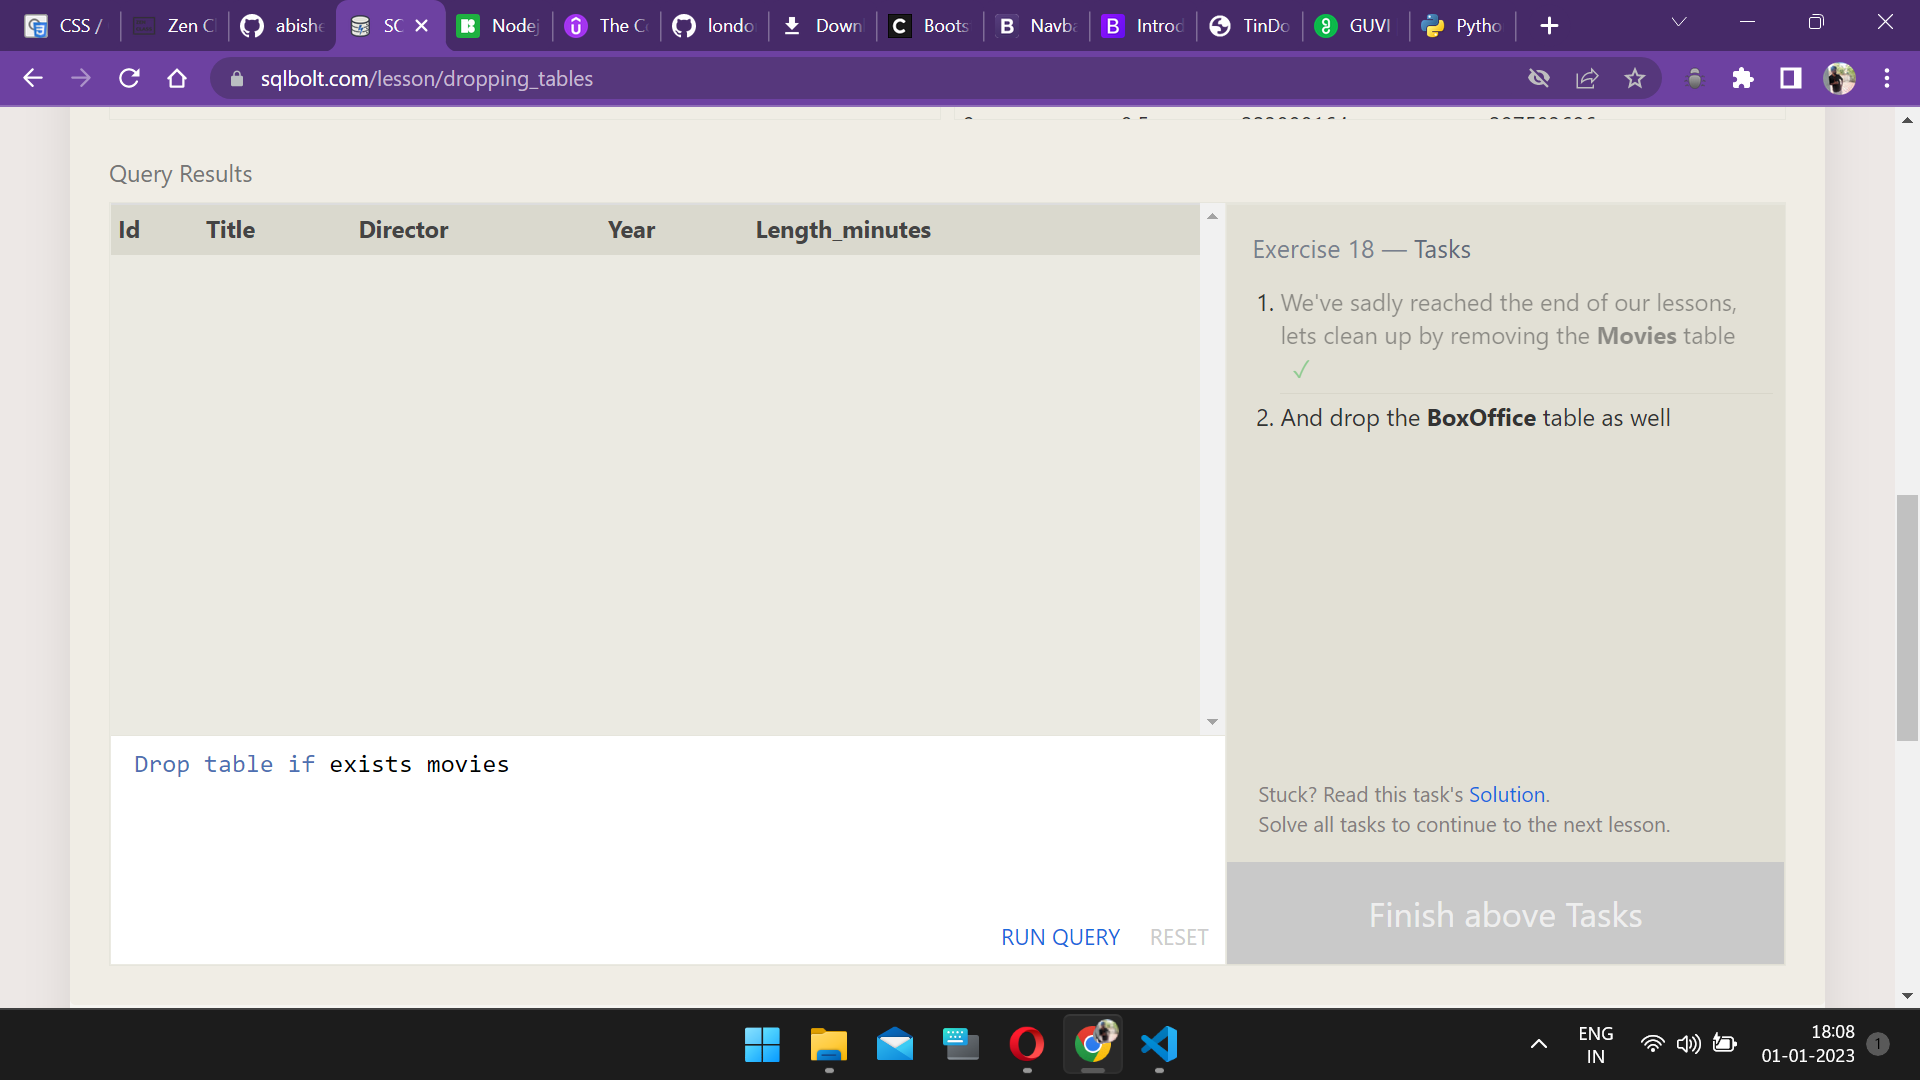 CSS /
Zen C
abishe
SC
Nodej
The C
londo
Down
Boots
Navba
Introd
TinDo
GUVI
Pytho
sqlbolt.com/lesson/dropping_tables
Query Results
Id Title Director Year Length_minutes
Exercise 18 — Tasks
1. We've sadly reached the end of our lessons,
lets clean up by removing the Movies table
✓
2. And drop the BoxOffice table as well
Drop table if exists movies
Stuck? Read this task's Solution.
Solve all tasks to continue to the next lesson.
RUN QUERY RESET
Finish above Tasks
ENG
IN
18:08
01-01-2023
1